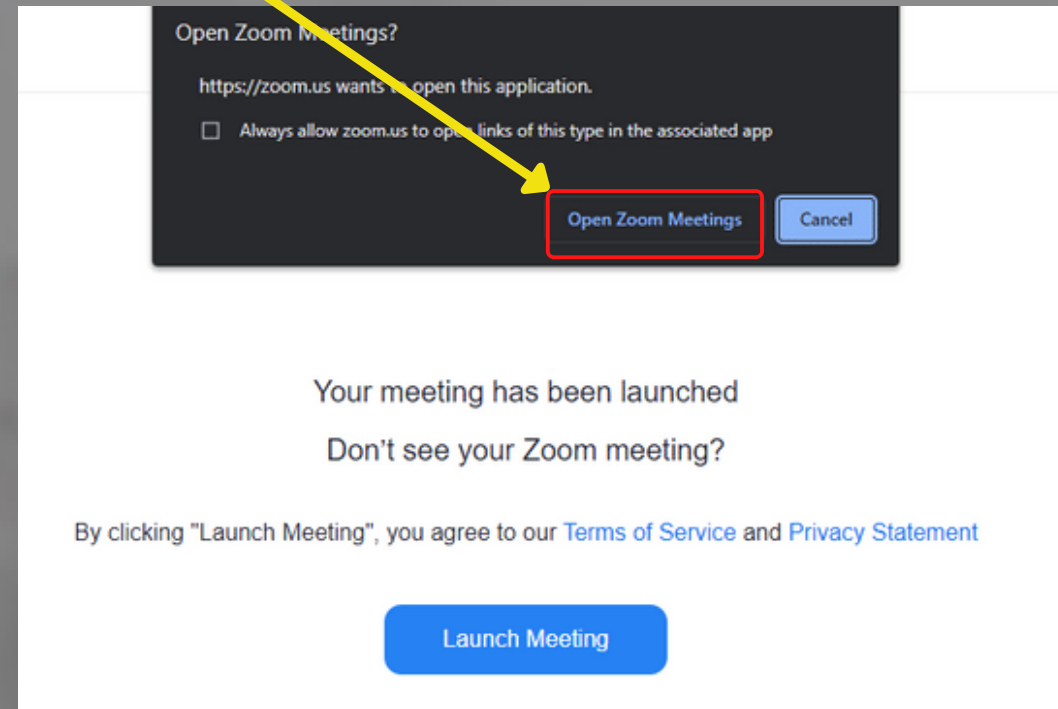 Open Zoom Meetings?
https://zoom.us wants to open this application.
Always allow zoom.us to open links of this type in the associated app
Open Zoom Meetings
Cancel
Your meeting has been launched
Don’t see your Zoom meeting?
By clicking "Launch Meeting", you agree to our Terms of Service and Privacy Statement
Launch Meeting